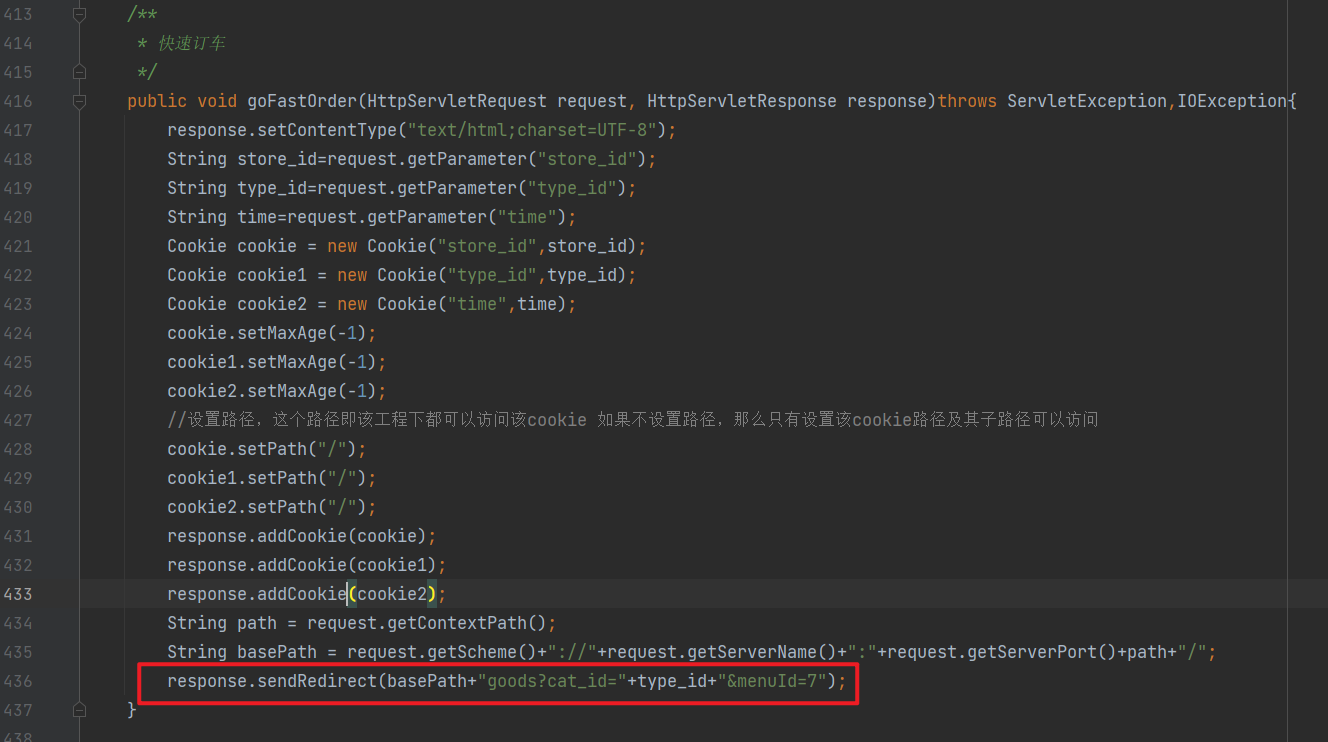 413 /**
414 * 快速订车
415 */
416 public void goFastOrder(HttpServletRequest request, HttpServletResponse response)throws ServletException,IOException{
417 response.setContentType("text/html;charset=UTF-8");
418 String store_id=request.getParameter("store_id");
419 String type_id=request.getParameter("type_id");
420 String time=request.getParameter("time");
421 Cookie cookie = new Cookie("store_id",store_id);
422 Cookie cookie1 = new Cookie("type_id",type_id);
423 Cookie cookie2 = new Cookie("time",time);
424 cookie.setMaxAge(-1);
425 cookie1.setMaxAge(-1);
426 cookie2.setMaxAge(-1);
427 //设置路径，这个路径即该工程下都可以访问该cookie 如果不设置路径，那么只有设置该cookie路径及其子路径可以访问
428 cookie.setPath("/");
429 cookie1.setPath("/");
430 cookie2.setPath("/");
431 response.addCookie(cookie);
432 response.addCookie(cookie1);
433 response.addCookie(cookie2);
434 String path = request.getContextPath();
435 String basePath = request.getScheme()+"://"+request.getServerName()+":"+request.getServerPort()+path+"/";
436 response.sendRedirect(basePath+"goods?cat_id="+type_id+"&menuId=7");
437 }
438